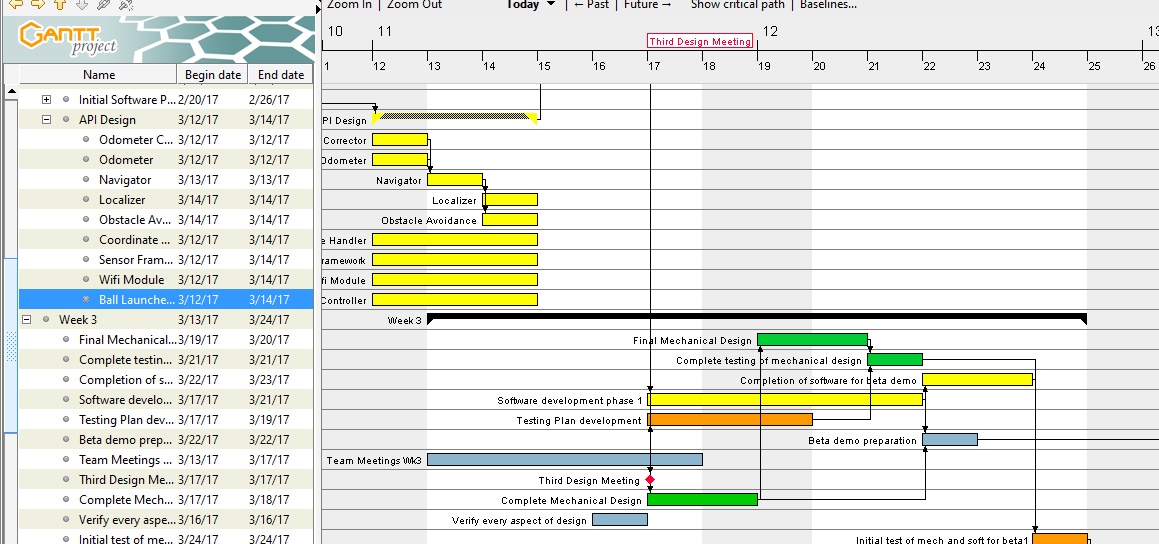 Zoom In | Zoom Out Today ← Past | Future → Show critical path | Baselines...
GANTT
project
10 11 Third Design Meeting 12 13
Name Begin date End date
11 12 13 14 15 16 17 18 19 20 21 22 23 24 25 26
Initial Software P... 2/20/17 2/26/17
API Design 3/12/17 3/14/17 PI Design
Odometer C... 3/12/17 3/12/17 Corrector
Odometer 3/12/17 3/12/17 Odometer
Navigator 3/13/17 3/13/17 Navigator
Localizer 3/14/17 3/14/17 Localizer
Obstacle Av... 3/14/17 3/14/17 Obstacle Avoidance
Coordinate ... 3/12/17 3/14/17 e Handler
Sensor Fram... 3/12/17 3/14/17 ramework
Wifi Module 3/12/17 3/14/17 fi Module
Ball Launche... 3/12/17 3/14/17 Controller
Week 3 3/13/17 3/24/17 Week 3
Final Mechanical... 3/19/17 3/20/17 Final Mechanical Design
Complete testin... 3/21/17 3/21/17 Complete testing of mechanical design
Completion of s... 3/22/17 3/23/17 Completion of software for beta demo
Software develo... 3/17/17 3/21/17 Software development phase 1
Testing Plan dev... 3/17/17 3/19/17 Testing Plan development
Beta demo prep... 3/22/17 3/22/17 Beta demo preparation
Team Meetings ... 3/13/17 3/17/17 Team Meetings Wk3
Third Design Me... 3/17/17 3/17/17 Third Design Meeting
Complete Mech... 3/17/17 3/18/17 Complete Mechanical Design
Verify every aspe... 3/16/17 3/16/17 Verify every aspect of design
Initial test of me... 3/24/17 3/24/17 Initial test of mech and soft for beta1